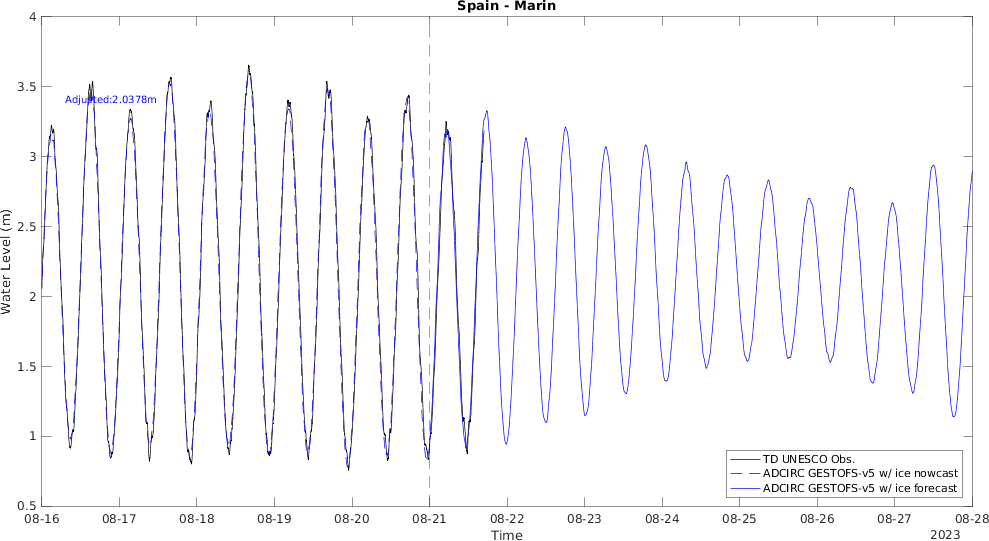 Spain - Marin
4
3.5
Adjusted:2.0378m
3
2.5
Water Level (m)
2
1.5
1
0.5
TD UNESCO Obs.
ADCIRC GESTOFS-v5 w/ ice nowcast
ADCIRC GESTOFS-v5 w/ ice forecast
08-16 08-17 08-18 08-19 08-20 08-21 08-22 08-23 08-24 08-25 08-26 08-27 08-28
Time
2023